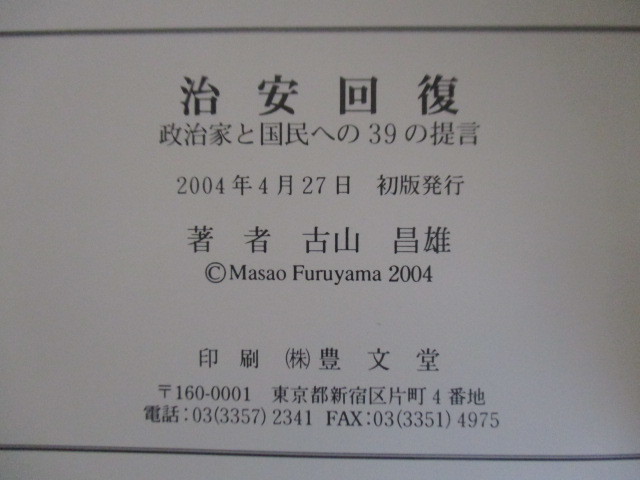 治安回復
政治家と国民への39の提言
2004年4月27日 初版発行
著者 古山 昌雄
©Masao Furuyama 2004
印刷 ㈱豊文堂
〒160-0001 東京都新宿区片町4番地
電話:03(3357)2341 FAX:03(3351)4975